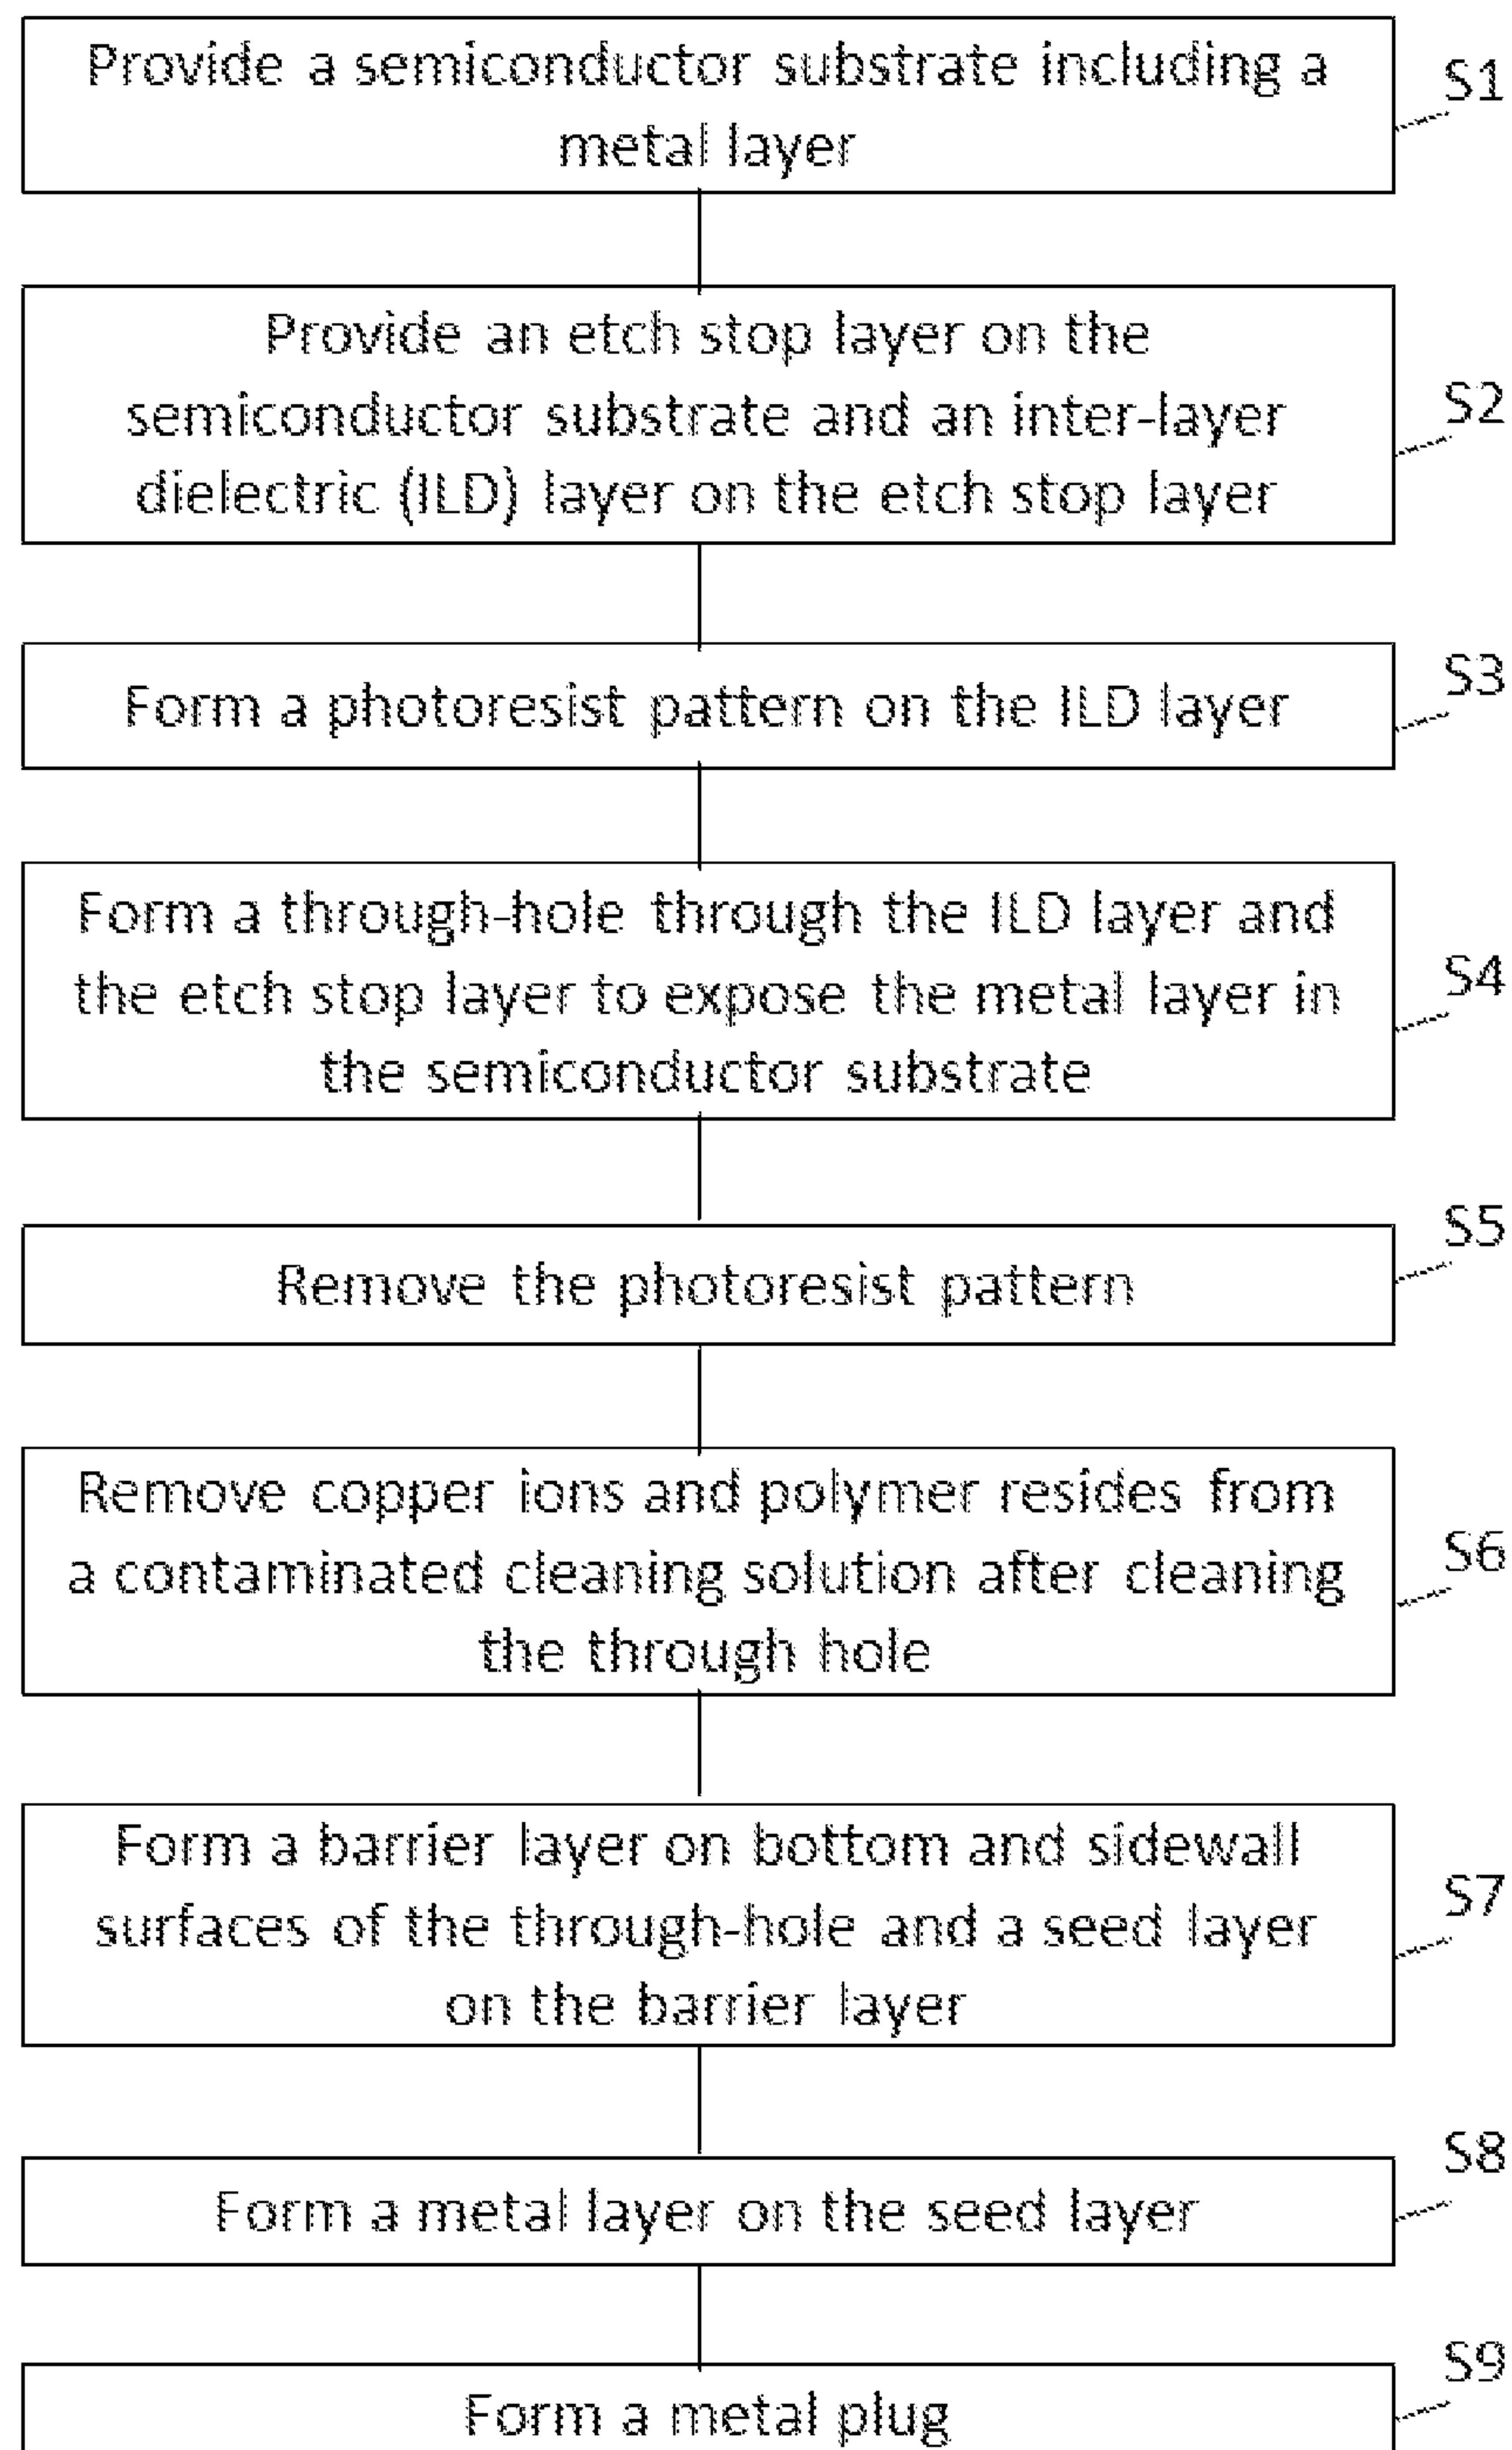 Provide a semiconductor substrate including a
metal layer
S1
Provide an etch stop layer on the
semiconductor substrate and an inter-layer
dielectric (ILD) layer on the etch stop layer
S2
Form a photoresist pattern on the ILD layer
S3
Form a through-hole through the ILD layer and
the etch stop layer to expose the metal layer in
the semiconductor substrate
S4
Remove the photoresist pattern
S5
Remove copper ions and polymer resides from
a contaminated cleaning solution after cleaning
the through hole
S6
Form a barrier layer on bottom and sidewall
surfaces of the through-hole and a seed layer
on the barrier layer
S7
Form a metal layer on the seed layer
S8
Form a metal plug
S9